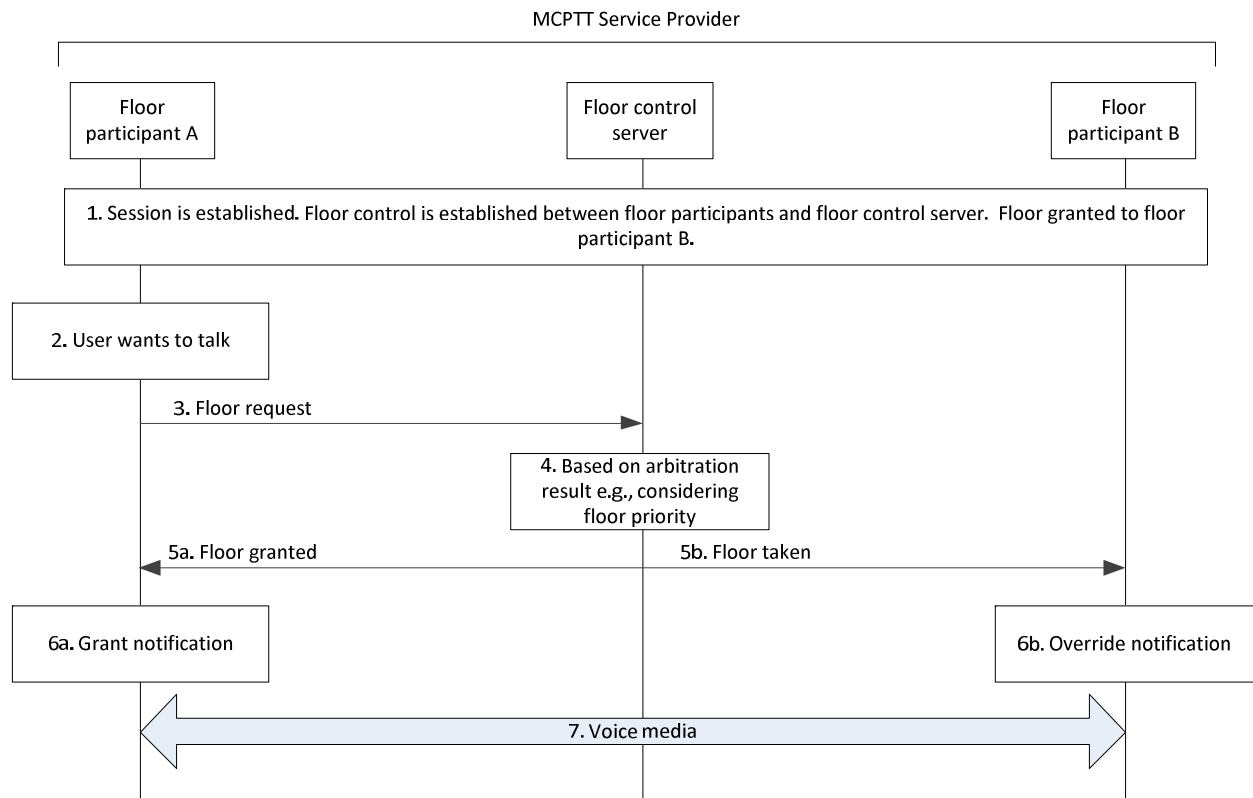 MCPTT Service Provider
Floor
participant A
Floor control
server
Floor
participant B
1. Session is established. Floor control is established between floor participants and floor control server.  Floor granted to floor
participant B.
2. User wants to talk
3. Floor request
4. Based on arbitration
result e.g., considering
floor priority
5a. Floor granted
5b. Floor taken
6a. Grant notification
6b. Override notification
7. Voice media